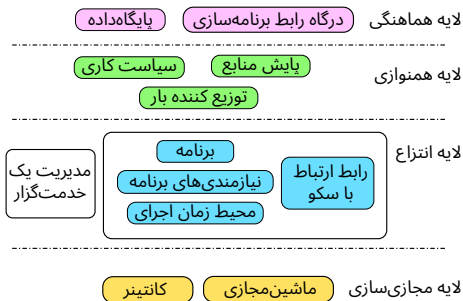 لایه هماهنگی
درگاه رابط برنامه‌سازی
پایگاه‌داده
لایه همنوازی
پایش منابع
سیاست کاری
توزیع کننده بار
لایه انتزاع
رابط ارتباط
با سکو
برنامه
نیازمندی‌های برنامه
محیط زمان اجرای
مدیریت یک
خدمت‌گزار
لایه مجازی‌سازی
ماشین‌مجازی
کانتینر